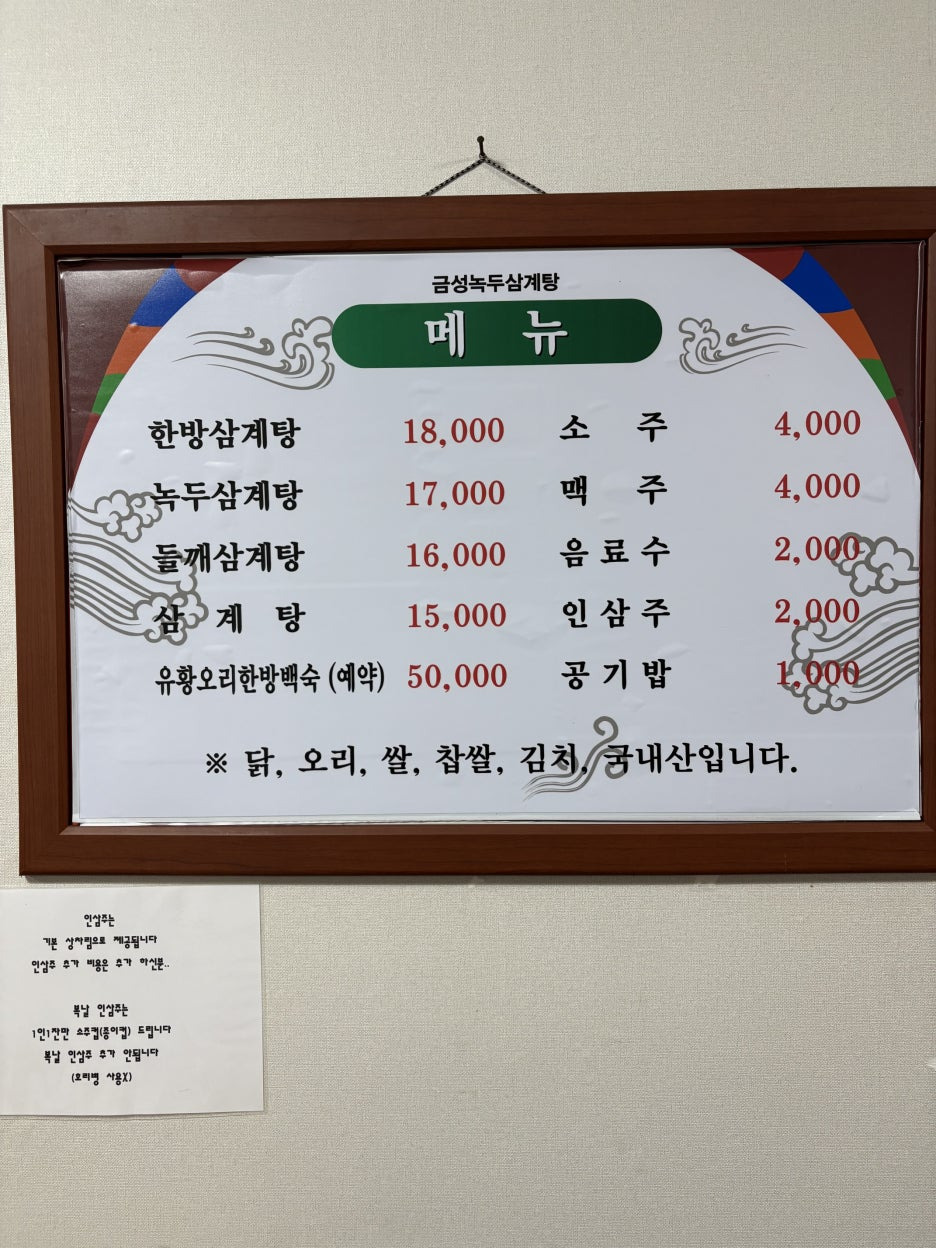 금성녹두삼계탕
메 뉴
한방삼계탕 18,000 소 주 4,000
녹두삼계탕 17,000 맥 주 4,000
들깨삼계탕 16,000 음료수 2,000
삼 계 탕 15,000 인삼주 2,000
유황오리한방백숙 (예약) 50,000 공기밥 1,000
※ 닭, 오리, 쌀, 찹쌀, 김치, 국내산입니다.
인삼주는
기본 상차림으로 제공됩니다
인삼주 추가 비용은 추가 하신분..
복날 인삼주는
1인1잔만 소주컵(종이컵) 드립니다
복날 인삼주 추가 안됩니다
(호리병 사용X)